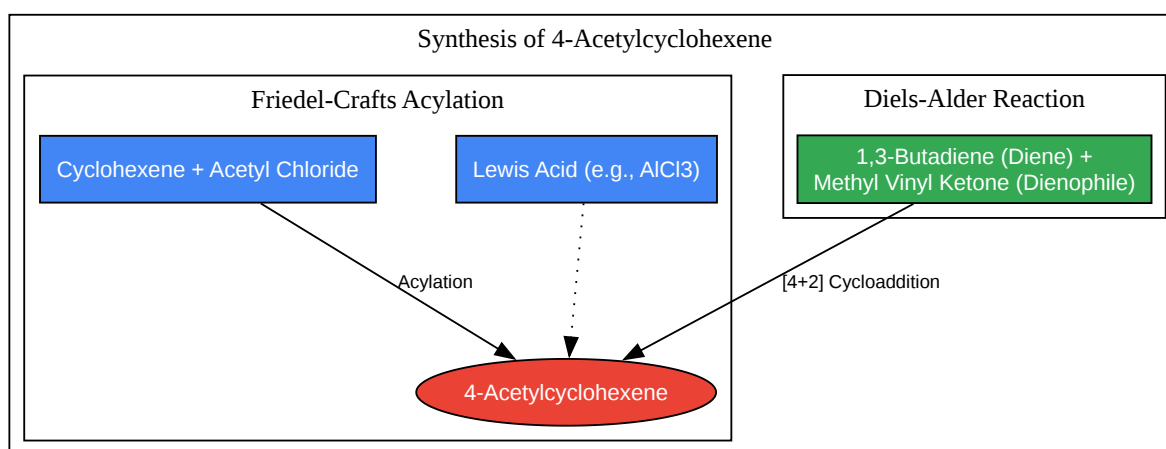 Synthesis of 4-Acetylcyclohexene
Friedel-Crafts Acylation
Diels-Alder Reaction
Cyclohexene + Acetyl Chloride
Lewis Acid (e.g., AlCl3)
1,3-Butadiene (Diene) +
Methyl Vinyl Ketone (Dienophile)
Acylation
[4+2] Cycloaddition
4-Acetylcyclohexene